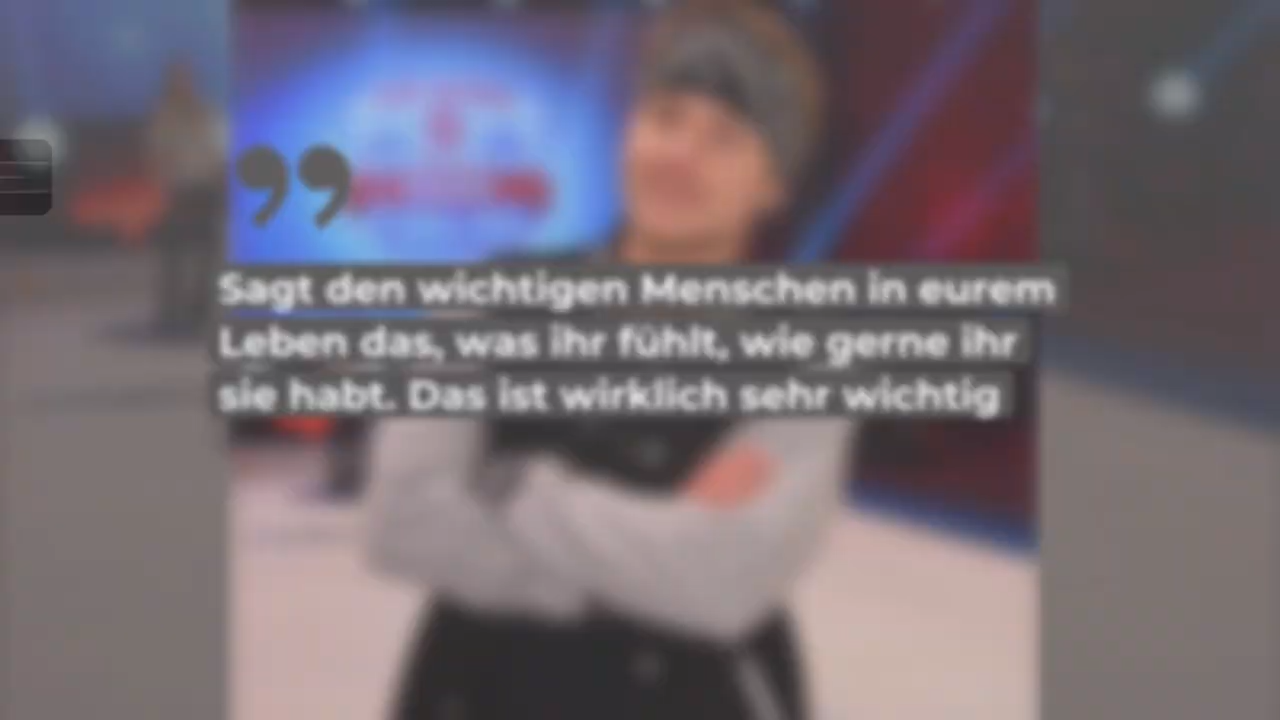 ”
Sagt den wichtigen Menschen in eurem
Leben das, was ihr fühlt, wie gerne ihr
sie habt. Das ist wirklich sehr wichtig